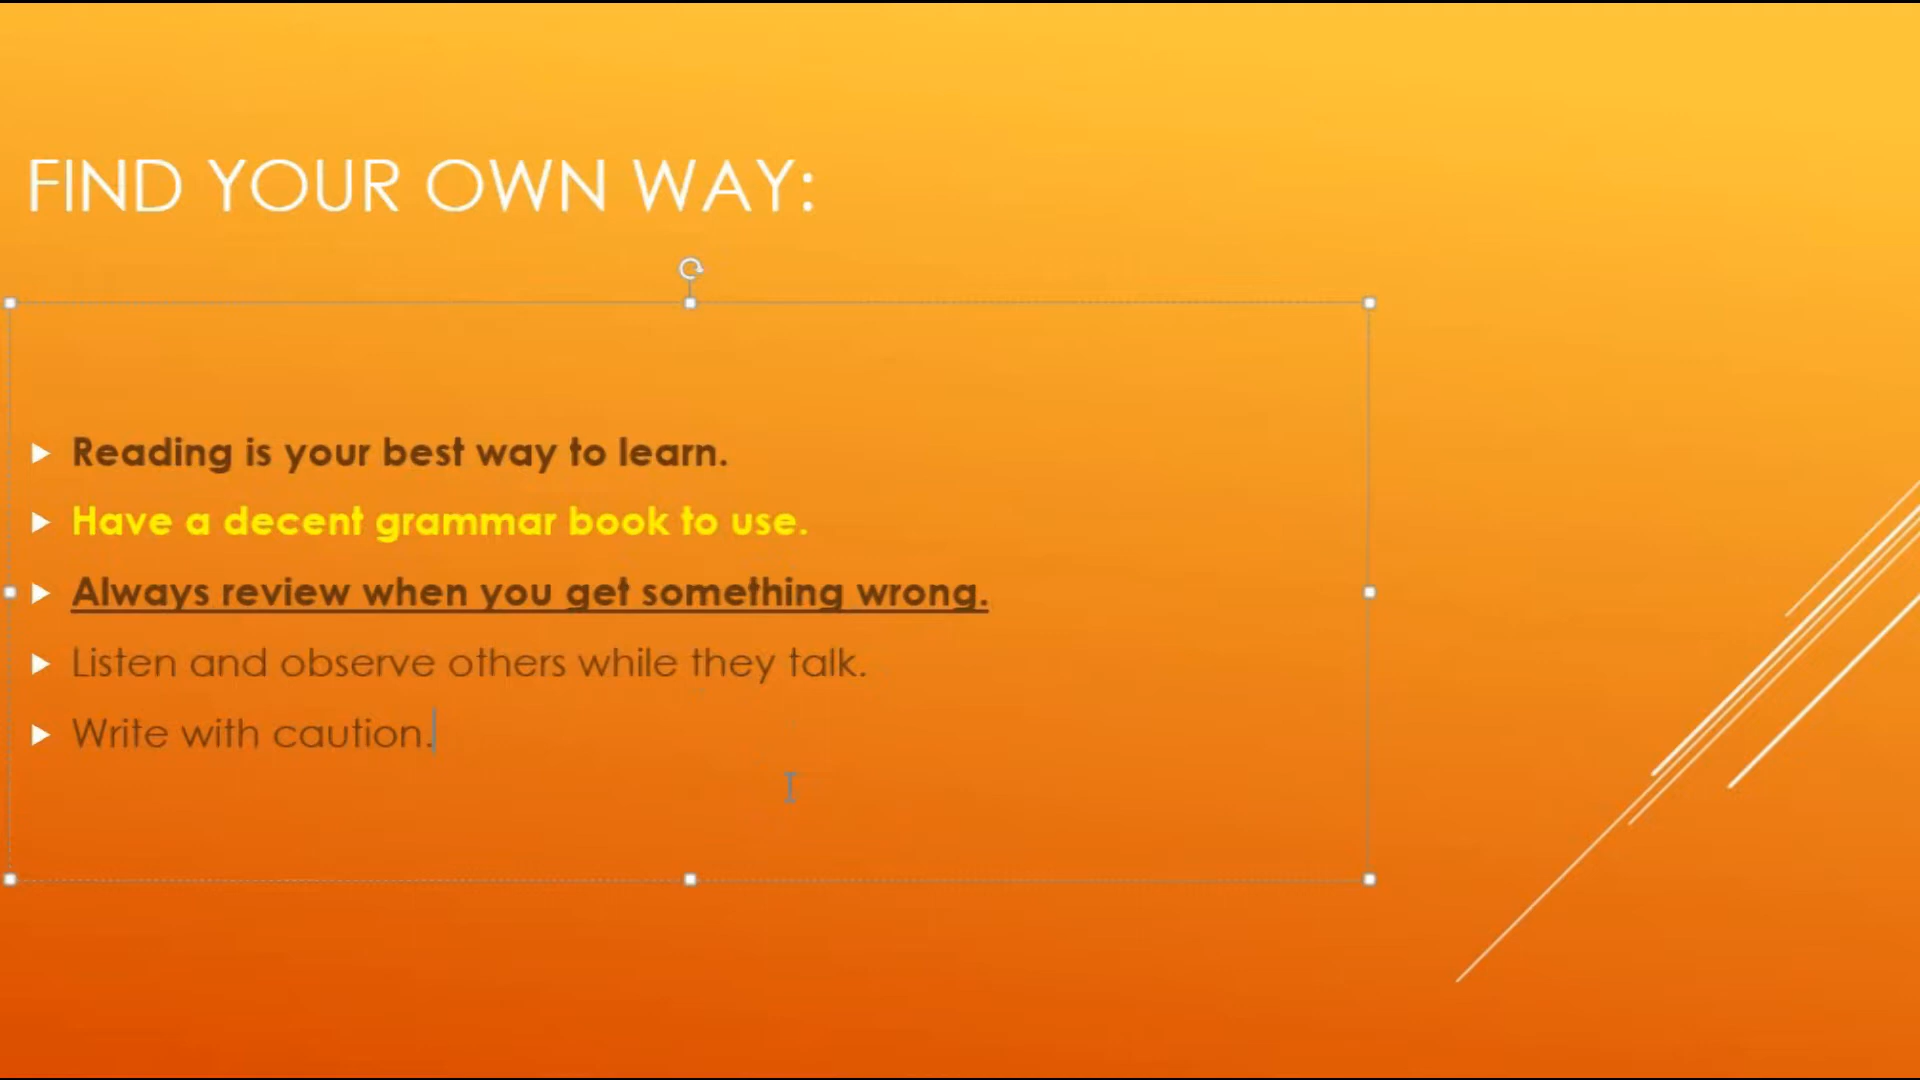 FIND YOUR OWN WAY:
Reading is your best way to learn.
Have a decent grammar book to use.
Always review when you get something wrong.
Listen and observe others while they talk.
Write with caution.